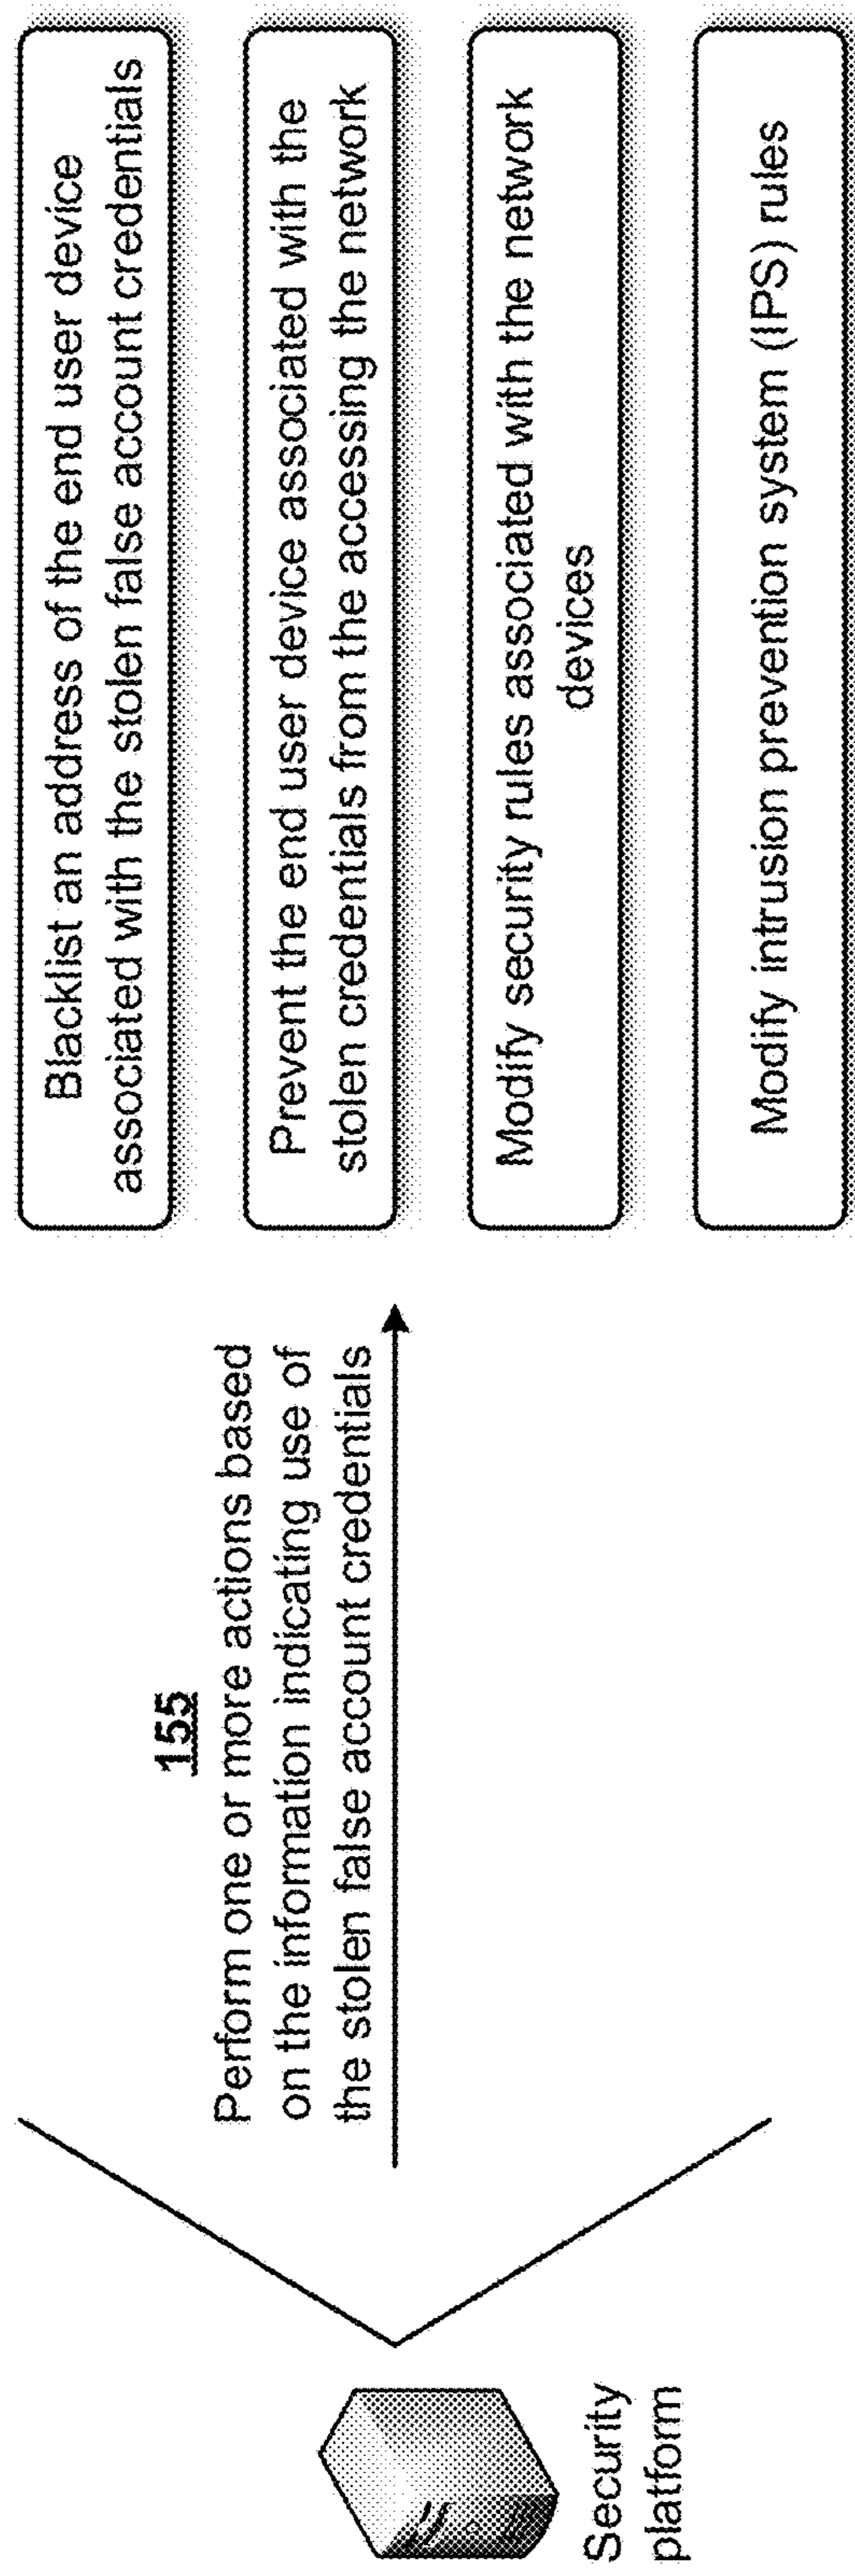 Security
platform
155
Perform one or more actions based
on the information indicating use of
the stolen false account credentials
Blacklist an address of the end user device
associated with the stolen false account credentials
Prevent the end user device associated with the
stolen credentials from the accessing the network
Modify security rules associated with the network
devices
Modify intrusion prevention system (IPS) rules